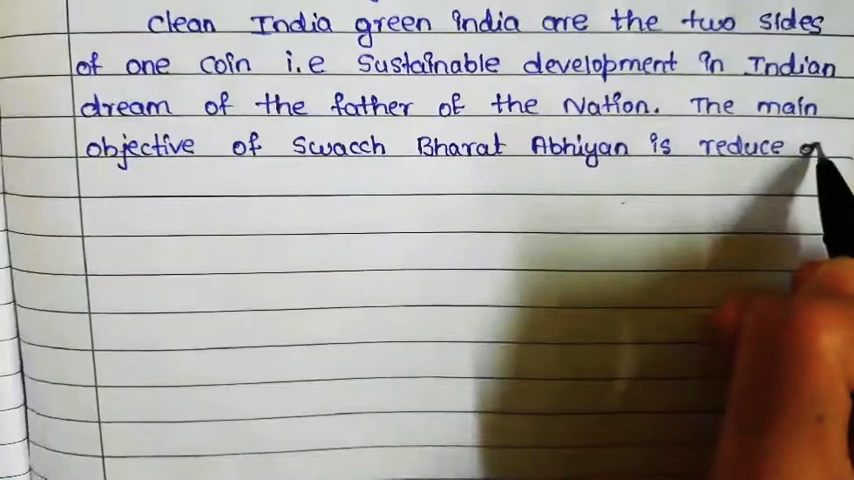 clean India green india are the two sides
of one coin i.e sustainable development in Indian
dream of the father of the Nation. The main
objective of Swacch Bharat Abhiyan is reduce